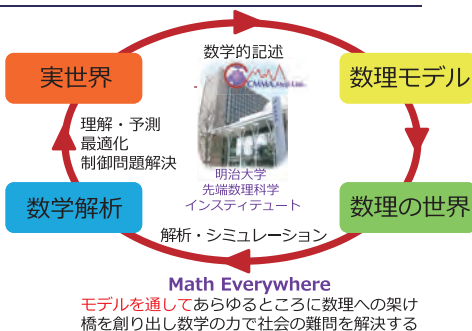 数学的記述
実世界
数理モデル
理解・予測
最適化
制御問題解決
明治大学
先端数理科学
インスティテュート
数学解析
数理の世界
解析・シミュレーション
Math Everywhere
モデルを通してあらゆるところに数理への架け
橋を創り出し数学の力で社会の難問を解決する